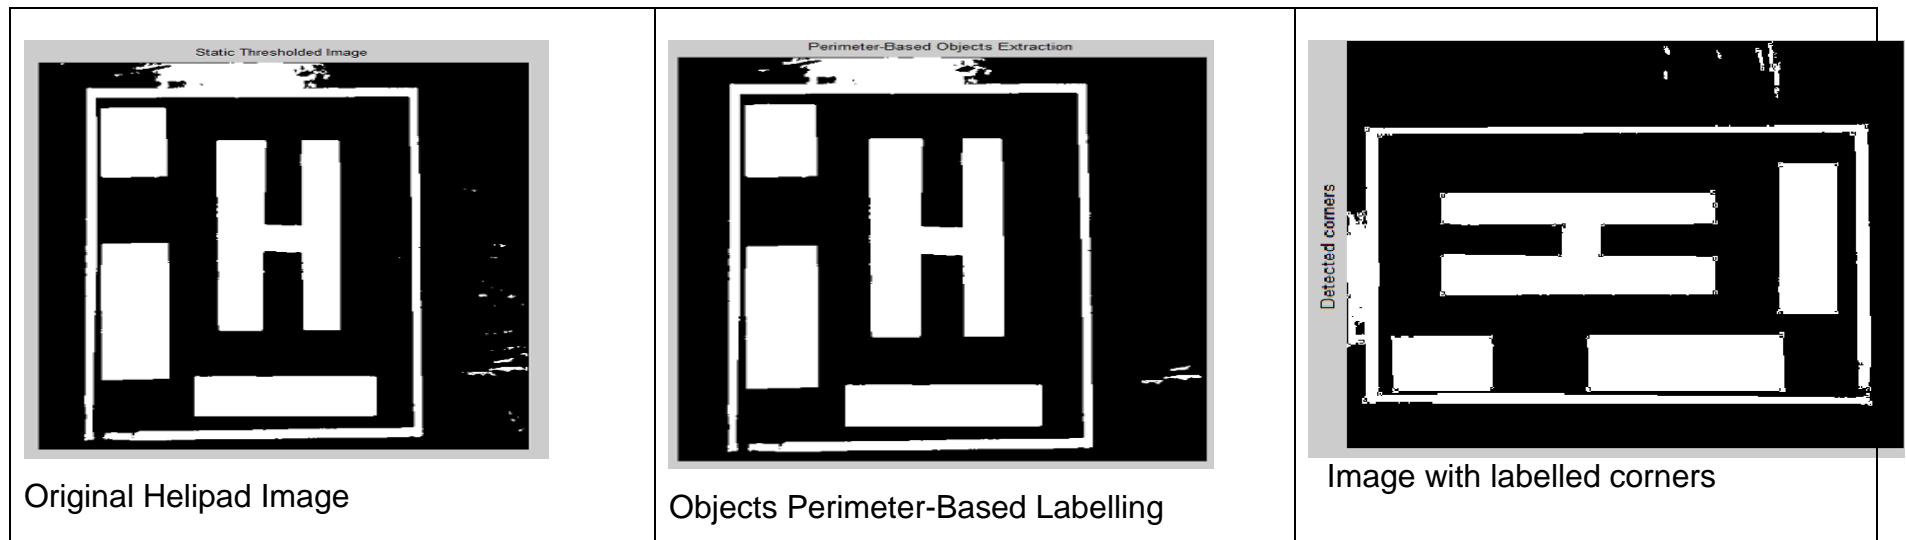 Static Thresholded Image
Original Helipad Image
Perimeter-Based Objects Extraction
H
Objects Perimeter-Based Labelling
Detected corners
Image with labelled corners